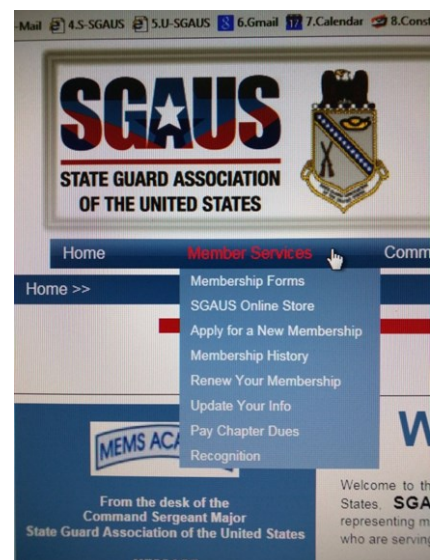 -Mail 4.S-SGAUS 5.U-SGAUS 6.Gmail 7.Calendar 8.Const
SGAUS
STATE GUARD ASSOCIATION
OF THE UNITED STATES
Home Member Services Comm
Home >>
Membership Forms
SGAUS Online Store
Apply for a New Membership
Membership History
Renew Your Membership
Update Your Info
Pay Chapter Dues
Recognition
MEMS ACA
From the desk of the
Command Sergeant Major
State Guard Association of the United States
W
Welcome to th
States. SGA
representing m
who are serving